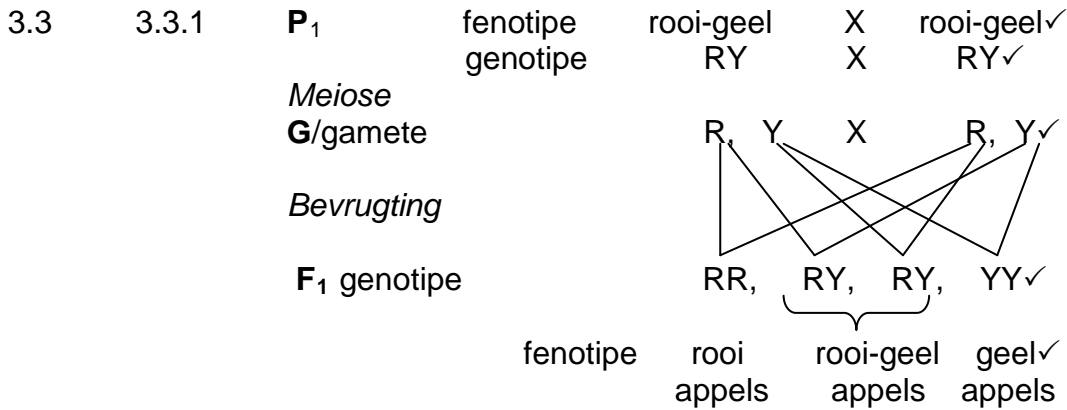 3.3 3.3.1 P1 fenotipe rooi-geel X rooi-geel✓
genotipe RY X RY✓
Meiose
G/gamete R, Y X R, Y✓
Bevrugting
F1 genotipe RR, RY, RY, YY✓
fenotipe rooi rooi-geel geel✓
appels appels appels